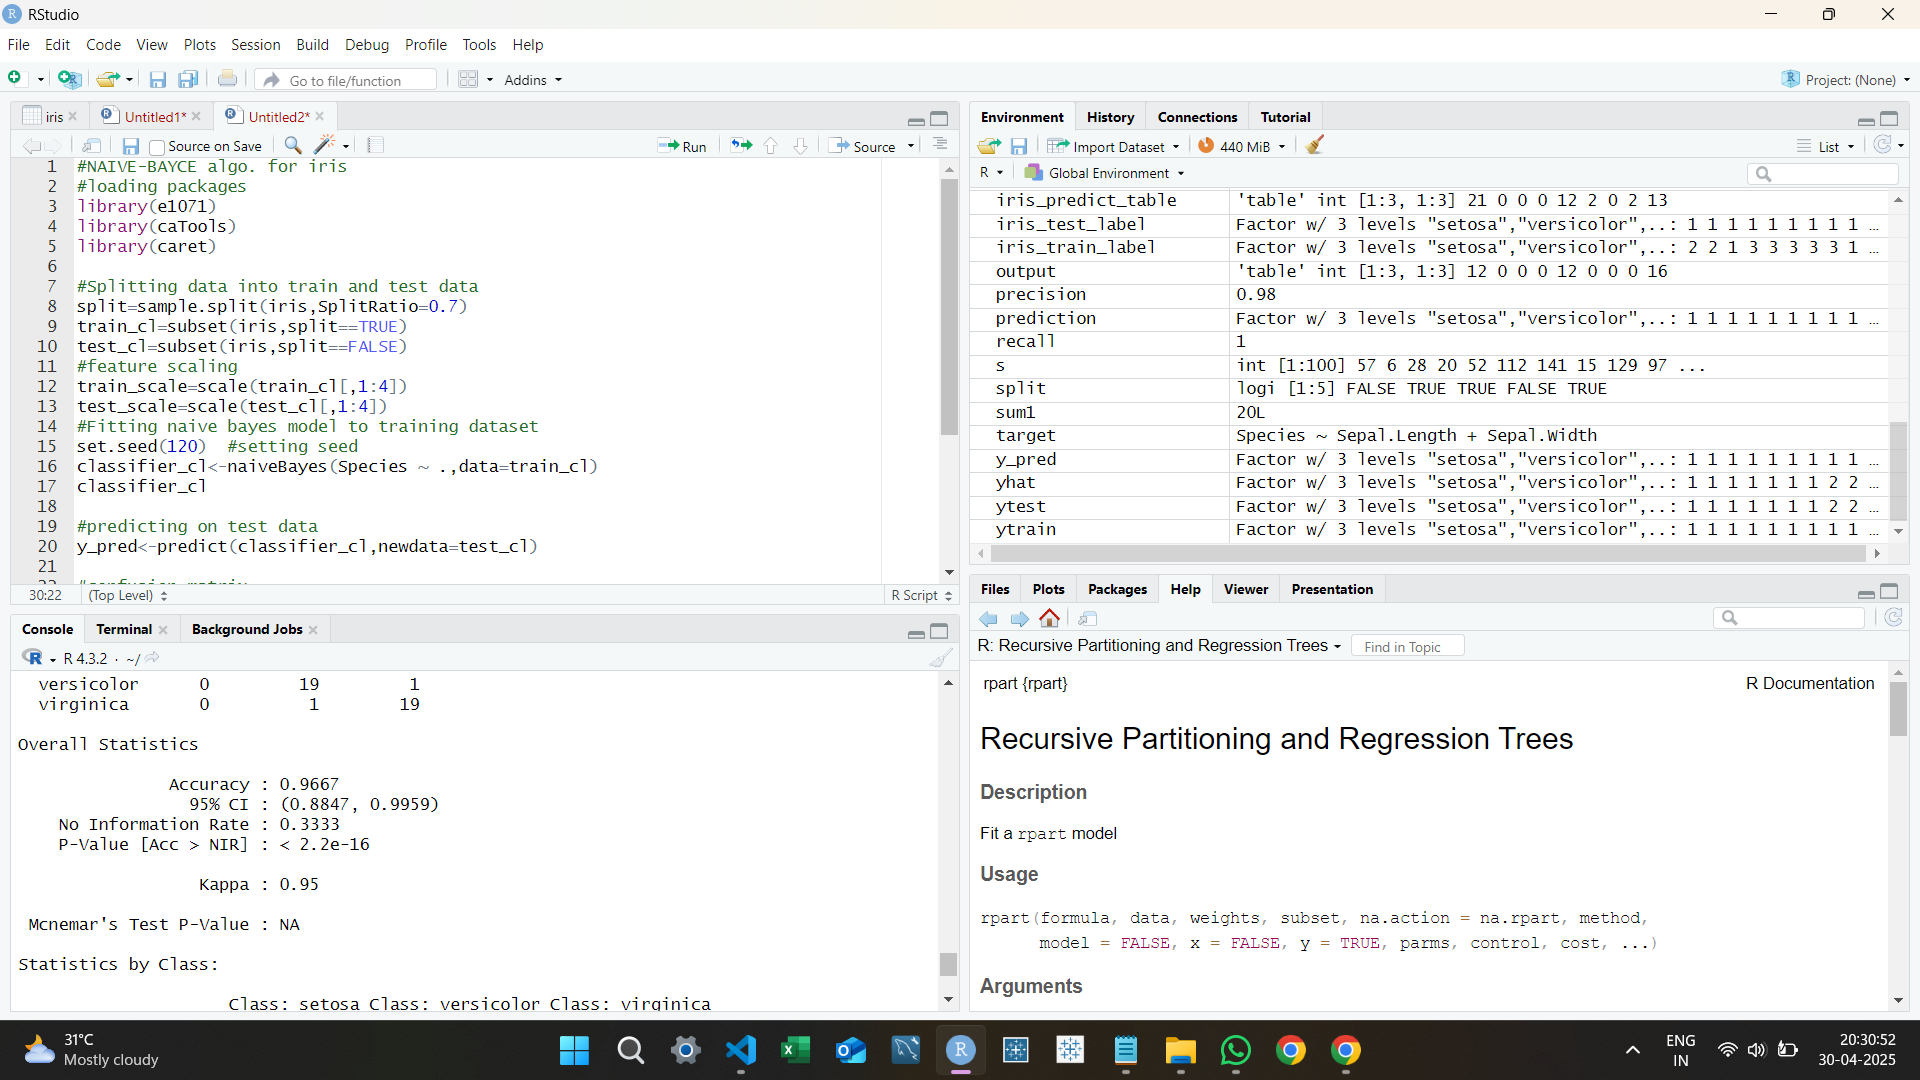 RStudio
File Edit Code View Plots Session Build Debug Profile Tools Help
Go to file/function Addins Project: (None)
iris Untitled1* Untitled2*
Source on Save Run Source
1 #NAIVE-BAYCE algo. for iris
2 #loading packages
3 library(e1071)
4 library(caTools)
5 library(caret)
6
7 #Splitting data into train and test data
8 split=sample.split(iris,SplitRatio=0.7)
9 train_cl=subset(iris,split==TRUE)
10 test_cl=subset(iris,split==FALSE)
11 #feature scaling
12 train_scale=scale(train_cl[,1:4])
13 test_scale=scale(test_cl[,1:4])
14 #Fitting naive bayes model to training dataset
15 set.seed(120)  #setting seed
16 classifier_cl<-naiveBayes(Species ~ .,data=train_cl)
17 classifier_cl
18
19 #predicting on test data
20 y_pred<-predict(classifier_cl,newdata=test_cl)
21
22 #confusion matrix
30:22 (Top Level) R Script
Console Terminal Background Jobs
R 4.3.2 · ~/
versicolor 0 19 1
virginica 0 1 19
Overall Statistics
Accuracy : 0.9667
95% CI : (0.8847, 0.9959)
No Information Rate : 0.3333
P-Value [Acc > NIR] : < 2.2e-16
Kappa : 0.95
Mcnemar's Test P-Value : NA
Statistics by Class:
Class: setosa Class: versicolor Class: virginica
Environment History Connections Tutorial
Import Dataset 440 MiB List
R Global Environment
iris_predict_table 'table' int [1:3, 1:3] 21 0 0 0 12 2 0 2 13
iris_test_label Factor w/ 3 levels "setosa","versicolor",..: 1 1 1 1 1 1 1 1 1 ...
iris_train_label Factor w/ 3 levels "setosa","versicolor",..: 2 2 1 3 3 3 3 3 1 ...
output 'table' int [1:3, 1:3] 12 0 0 0 12 0 0 0 16
precision 0.98
prediction Factor w/ 3 levels "setosa","versicolor",..: 1 1 1 1 1 1 1 1 1 ...
recall 1
s int [1:100] 57 6 28 20 52 112 141 15 129 97 ...
split logi [1:5] FALSE TRUE TRUE FALSE TRUE
sum1 20L
target Species ~ Sepal.Length + Sepal.Width
y_pred Factor w/ 3 levels "setosa","versicolor",..: 1 1 1 1 1 1 1 1 1 ...
yhat Factor w/ 3 levels "setosa","versicolor",..: 1 1 1 1 1 1 1 2 2 ...
ytest Factor w/ 3 levels "setosa","versicolor",..: 1 1 1 1 1 1 1 2 2 ...
ytrain Factor w/ 3 levels "setosa","versicolor",..: 1 1 1 1 1 1 1 1 1 ...
Files Plots Packages Help Viewer Presentation
R: Recursive Partitioning and Regression Trees Find in Topic
rpart {rpart} R Documentation
Recursive Partitioning and Regression Trees
Description
Fit a rpart model
Usage
rpart(formula, data, weights, subset, na.action = na.rpart, method,
model = FALSE, x = FALSE, y = TRUE, parms, control, cost, ...)
Arguments
31°C
Mostly cloudy
ENG
IN
20:30:52
30-04-2025